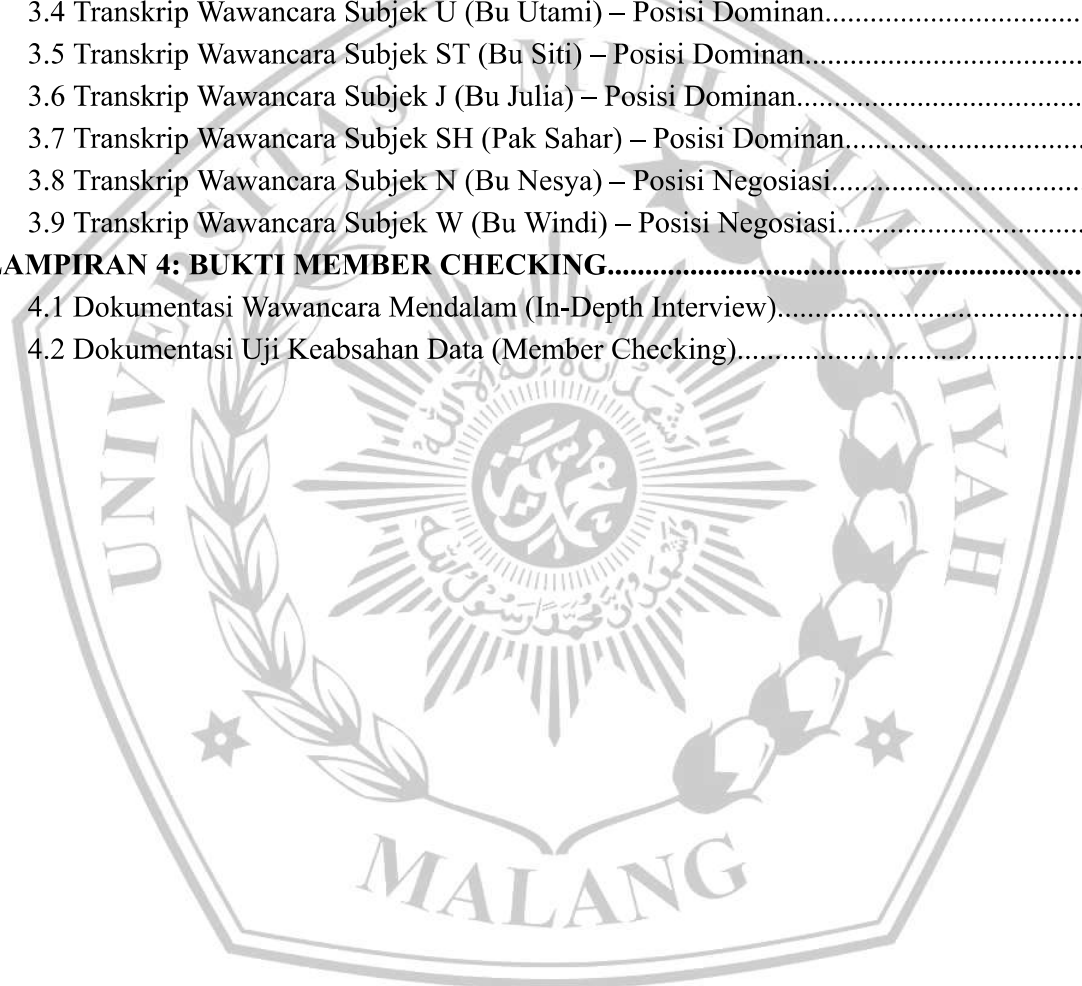 3.4 Transkrip Wawancara Subjek U (Bu Utami) – Posisi Dominan
3.5 Transkrip Wawancara Subjek ST (Bu Siti) – Posisi Dominan
3.6 Transkrip Wawancara Subjek J (Bu Julia) – Posisi Dominan
3.7 Transkrip Wawancara Subjek SH (Pak Sahar) – Posisi Dominan
3.8 Transkrip Wawancara Subjek N (Bu Nesya) – Posisi Negosiasi
3.9 Transkrip Wawancara Subjek W (Bu Windi) – Posisi Negosiasi
LAMPIRAN 4: BUKTI MEMBER CHECKING
4.1 Dokumentasi Wawancara Mendalam (In-Depth Interview)
4.2 Dokumentasi Uji Keabsahan Data (Member Checking)
UNIVERSITAS MUHAMMADIYAH
MALANG